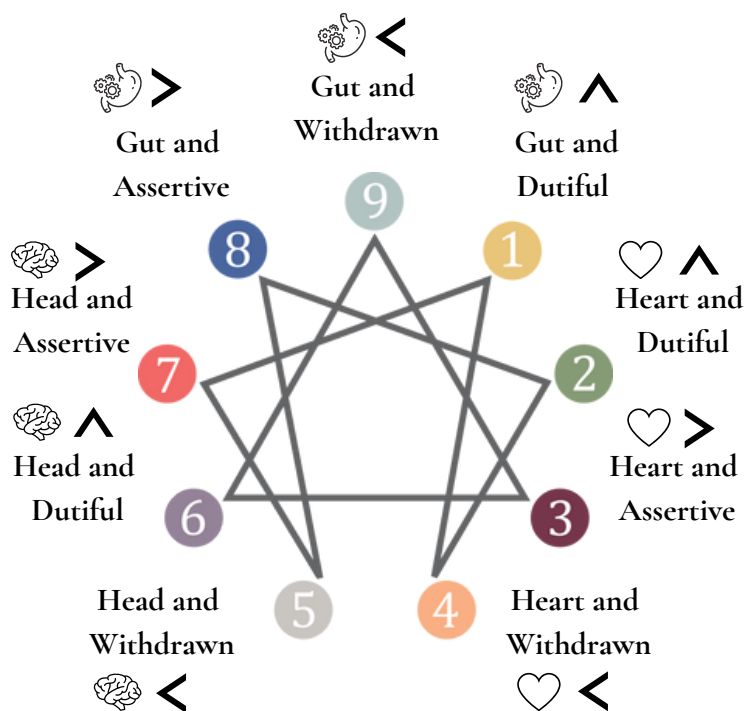 Gut and
Withdrawn
Gut and
Assertive
Gut and
Dutiful
9
8
1
Head and
Assertive
Heart and
Dutiful
7
2
Head and
Dutiful
Heart and
Assertive
6
3
Head and
Withdrawn
5
4
Heart and
Withdrawn